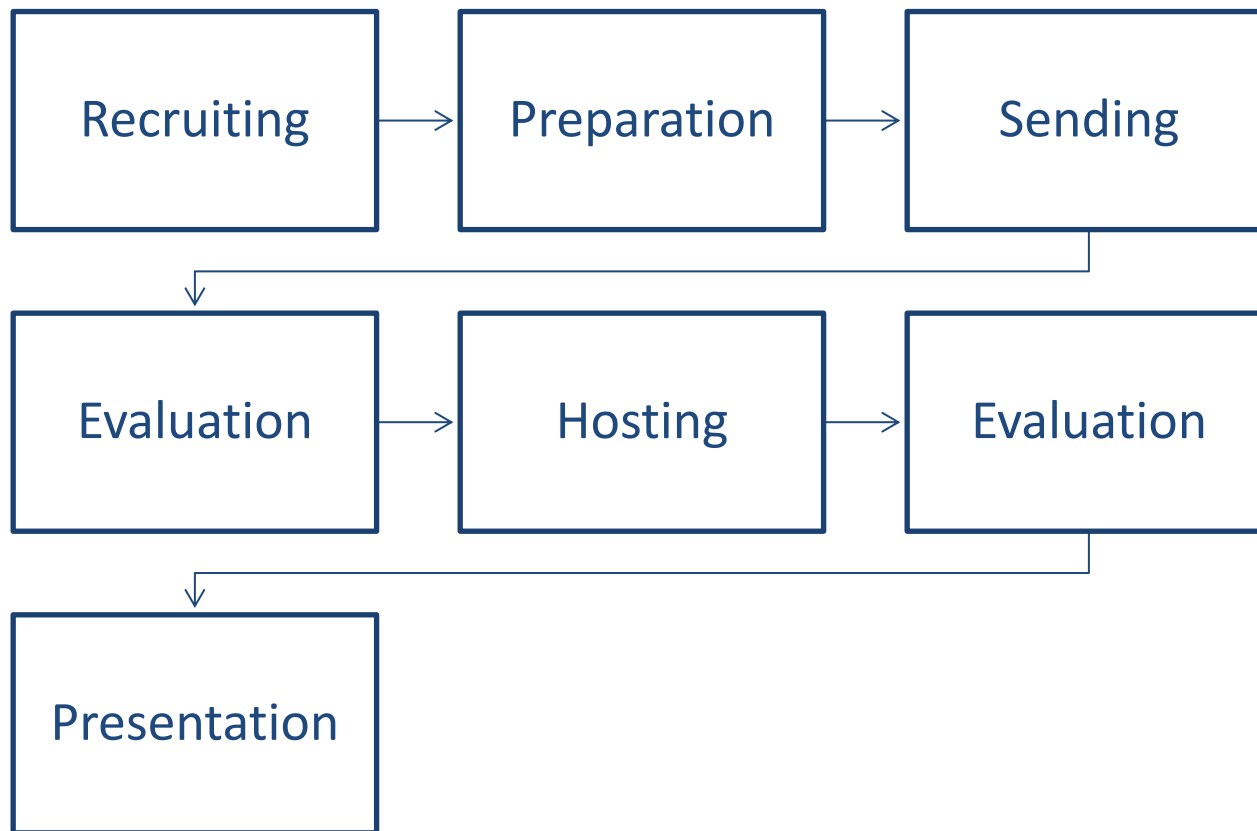 Recruiting
Preparation
Sending
Evaluation
Hosting
Evaluation
Presentation